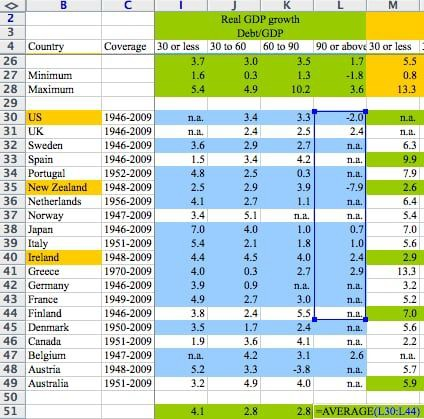 B C I J K L M
2 Real GDP growth
3 Debt/GDP
4 Country Coverage 30 or less 30 to 60 60 to 90 90 or above 30 or less
26 3.7 3.0 3.5 1.7 5.5
27 Minimum 1.6 0.3 1.3 -1.8 0.8
28 Maximum 5.4 4.9 10.2 3.6 13.3
29
30 US 1946-2009 n.a. 3.4 3.3 -2.0 n.a.
31 UK 1946-2009 n.a. 2.4 2.5 2.4 n.a.
32 Sweden 1946-2009 3.6 2.9 2.7 n.a. 6.3
33 Spain 1946-2009 1.5 3.4 4.2 n.a. 9.9
34 Portugal 1952-2009 4.8 2.5 0.3 n.a. 7.9
35 New Zealand 1948-2009 2.5 2.9 3.9 -7.9 2.6
36 Netherlands 1956-2009 4.1 2.7 1.1 n.a. 6.4
37 Norway 1947-2009 3.4 5.1 n.a. n.a. 5.4
38 Japan 1946-2009 7.0 4.0 1.0 0.7 7.0
39 Italy 1951-2009 5.4 2.1 1.8 1.0 5.6
40 Ireland 1948-2009 4.4 4.5 4.0 2.4 2.9
41 Greece 1970-2009 4.0 0.3 2.7 2.9 13.3
42 Germany 1946-2009 3.9 0.9 n.a. n.a. 3.2
43 France 1949-2009 4.9 2.7 3.0 n.a. 5.2
44 Finland 1946-2009 3.8 2.4 5.5 n.a. 7.0
45 Denmark 1950-2009 3.5 1.7 2.4 n.a. 5.6
46 Canada 1951-2009 1.9 3.6 4.1 n.a. 2.2
47 Belgium 1947-2009 n.a. 4.2 3.1 2.6 n.a.
48 Austria 1948-2009 5.2 3.3 -3.8 n.a. 5.7
49 Australia 1951-2009 3.2 4.9 4.0 n.a. 5.9
50
51 4.1 2.8 2.8 =AVERAGE(L30:L44)